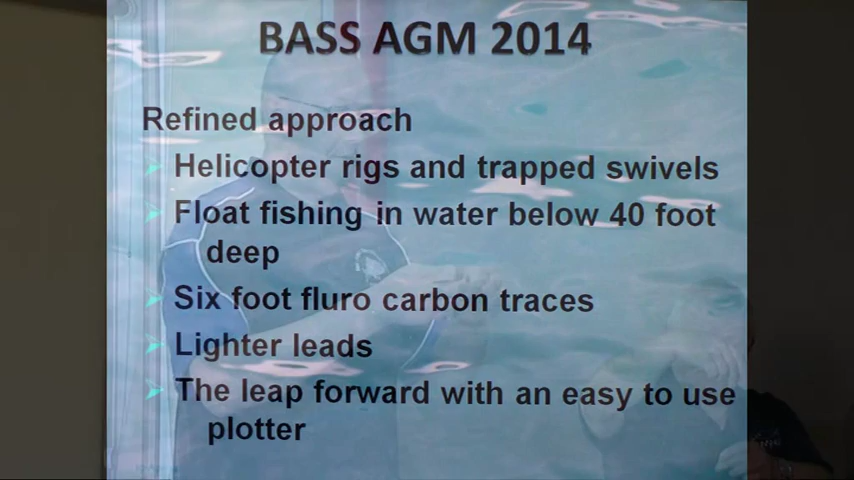 BASS AGM 2014
Refined approach
Helicopter rigs and trapped swivels
Float fishing in water below 40 foot
deep
Six foot fluro carbon traces
Lighter leads
The leap forward with an easy to use
plotter